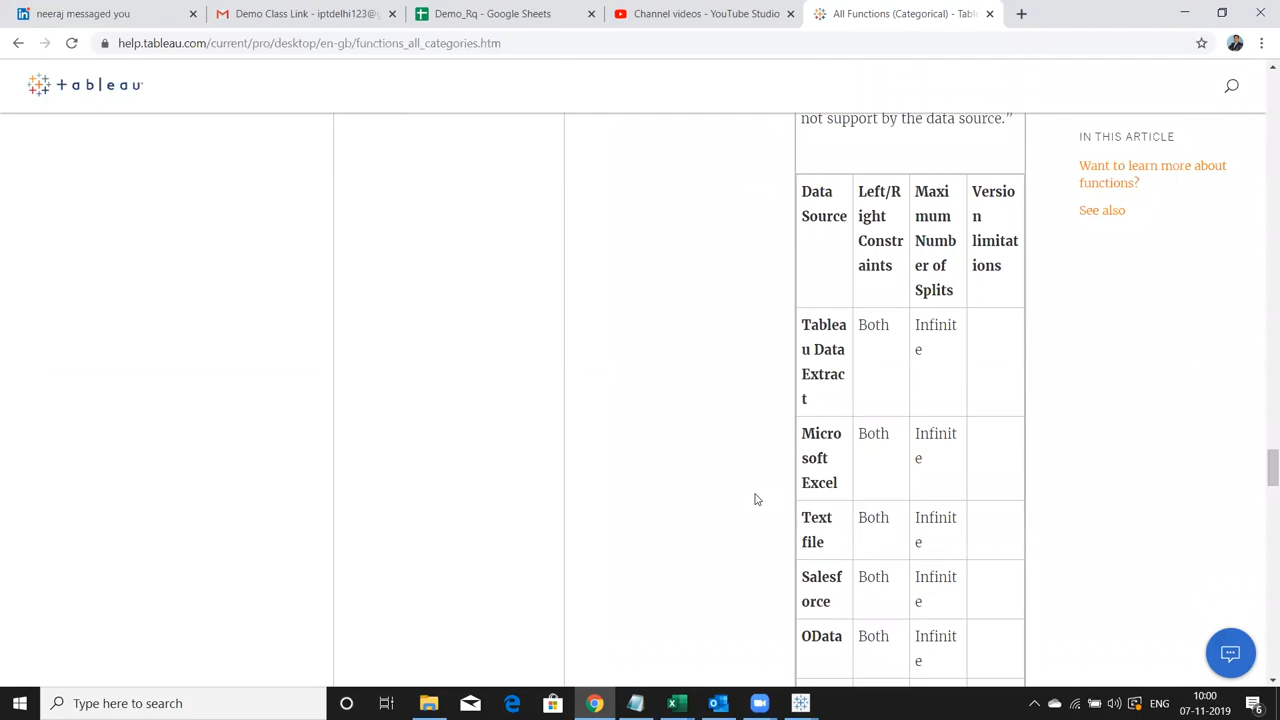 neeraj messaged you
Demo Class Link - iptdelhi123@g
Demo_Rq - Google Sheets
Channel videos - YouTube Studio
All Functions (Categorical) - Table
help.tableau.com/current/pro/desktop/en-gb/functions_all_categories.htm
+ a b l e a u
not support by the data source."
IN THIS ARTICLE
Want to learn more about
functions?
See also
Data
Source
Left/R
ight
Constr
aints
Maxi
mum
Numb
er of
Splits
Versio
n
limitat
ions
Tablea
u Data
Extrac
t
Both
Infinit
e
Micro
soft
Excel
Both
Infinit
e
Text
file
Both
Infinit
e
Salesf
orce
Both
Infinit
e
OData
Both
Infinit
e
Type here to search
ENG
10:00
07-11-2019
6